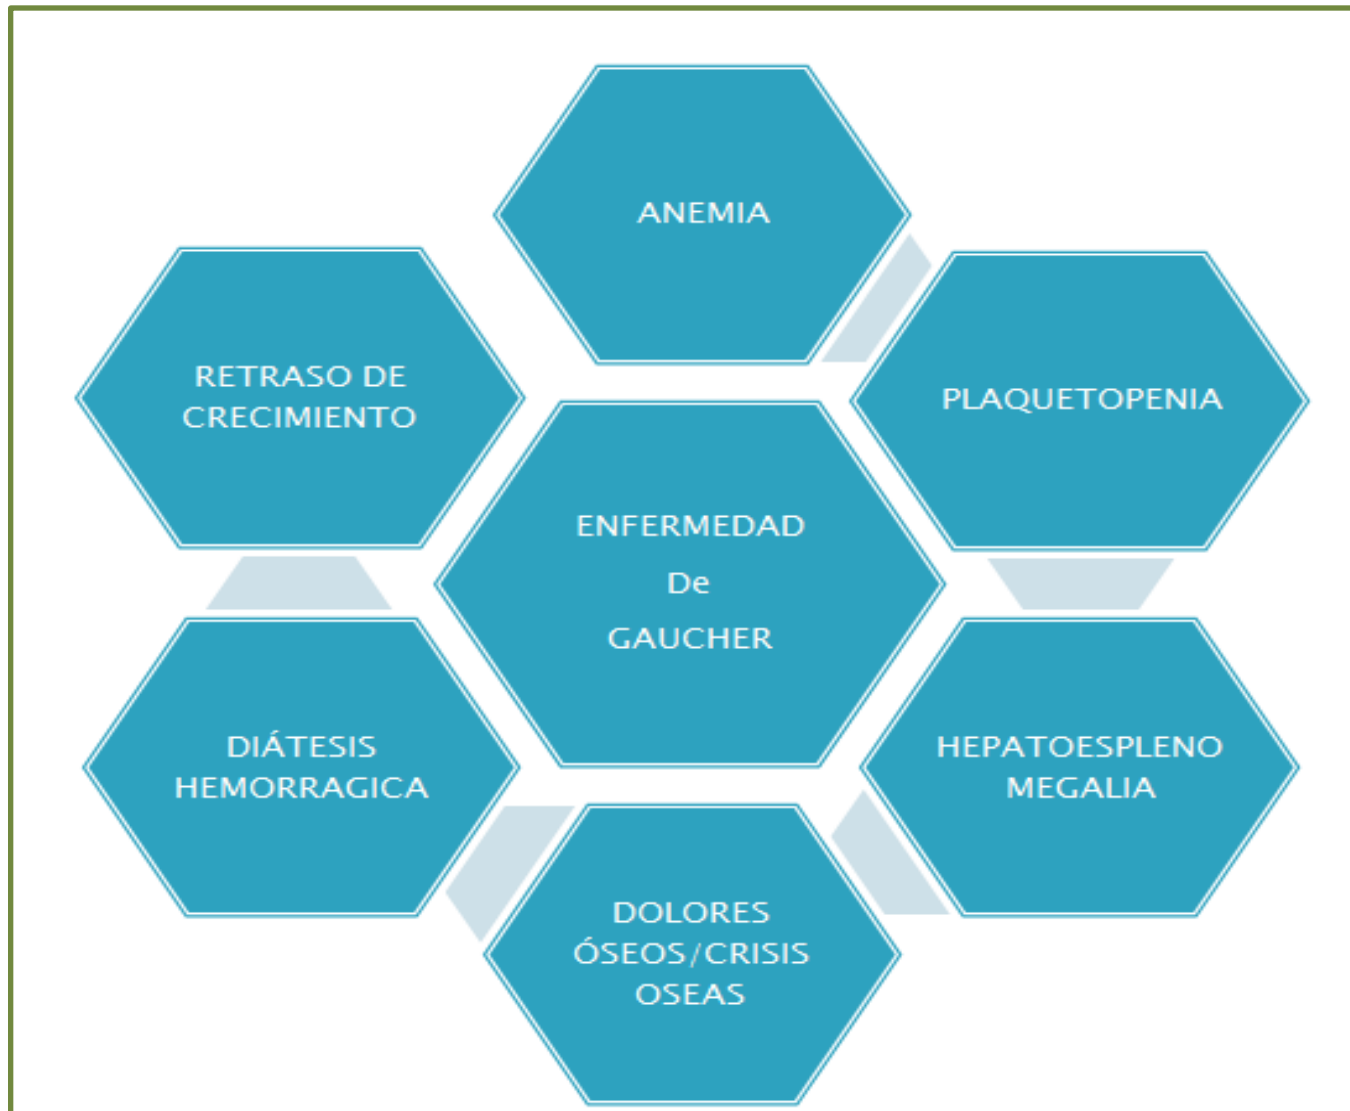 ANEMIA
PLAQUETOPENIA
HEPATOESPLENO
MEGALIA
DOLORES
ÓSEOS/CRISIS
OSEAS
DIÁTESIS
HEMORRAGICA
RETRASO DE
CRECIMIENTO
ENFERMEDAD
De
GAUCHER